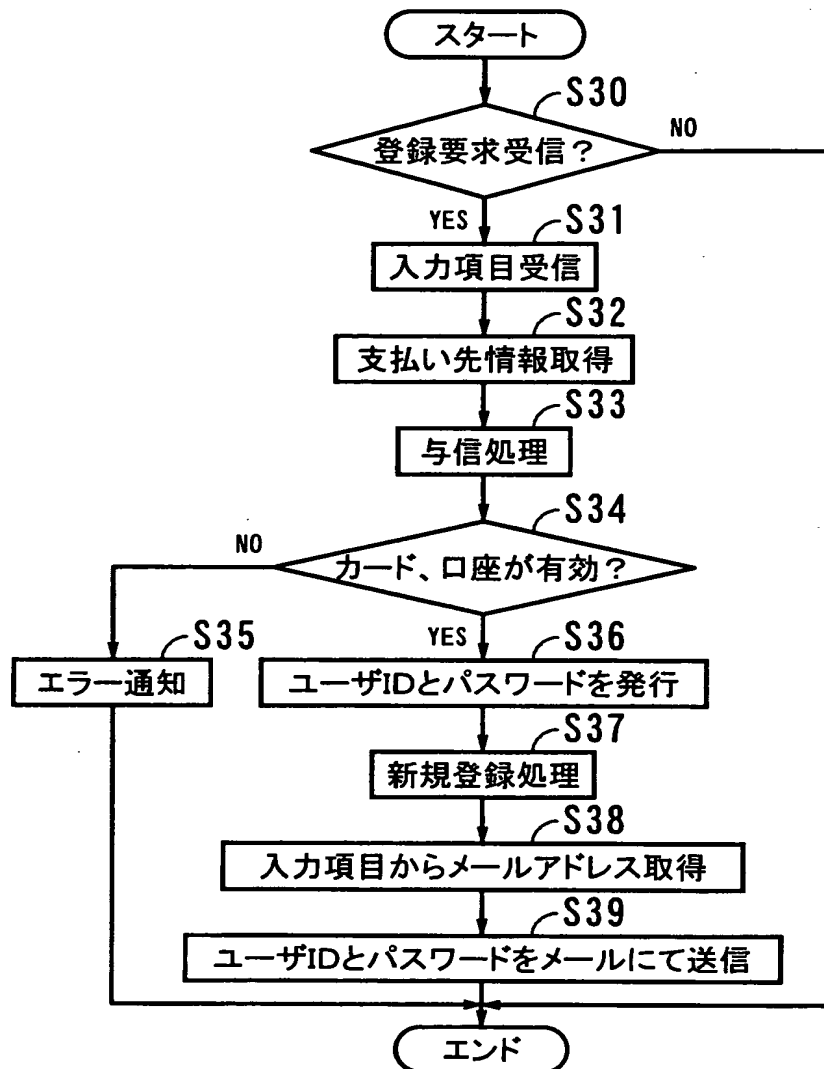 スタート
S30
登録要求受信？
NO
YES
S31
入力項目受信
S32
支払い先情報取得
S33
与信処理
S34
カード、口座が有効？
NO
YES
S35
エラー通知
S36
ユーザIDとパスワードを発行
S37
新規登録処理
S38
入力項目からメールアドレス取得
S39
ユーザIDとパスワードをメールにて送信
エンド